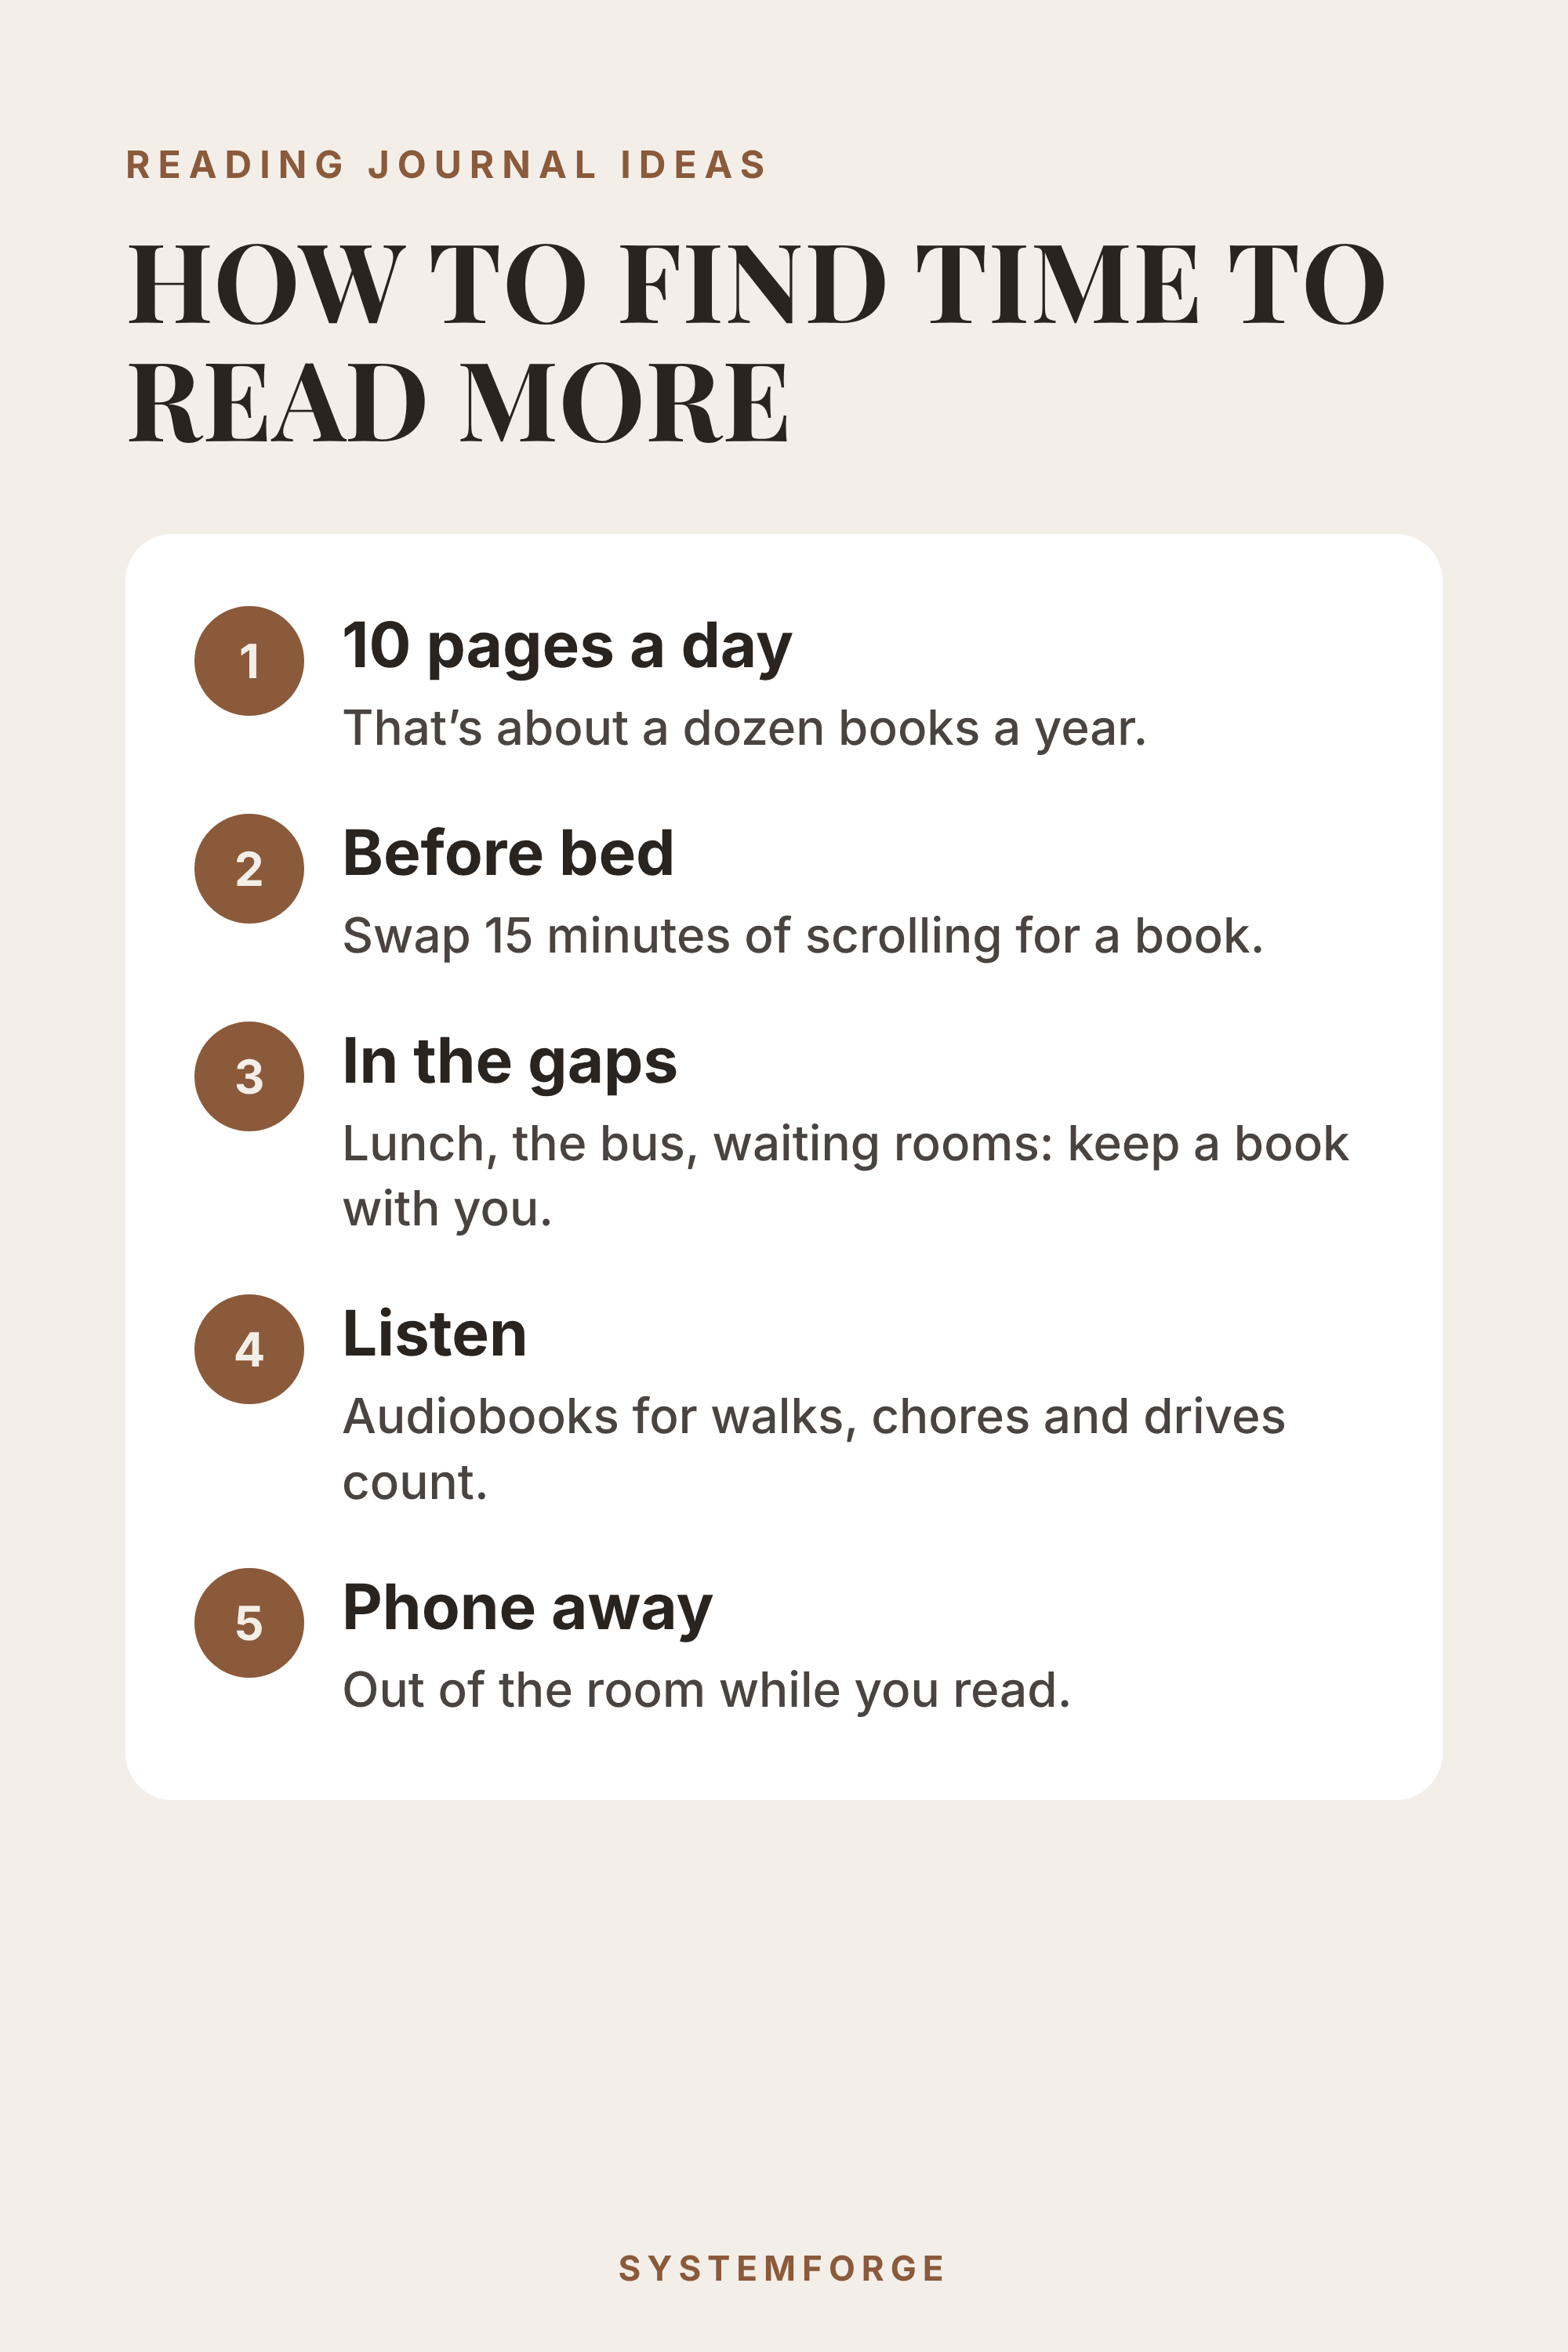 READING JOURNAL IDEAS
HOW TO FIND TIME TO
READ MORE
1
10 pages a day
That’s about a dozen books a year.
2
Before bed
Swap 15 minutes of scrolling for a book.
3
In the gaps
Lunch, the bus, waiting rooms: keep a book
with you.
4
Listen
Audiobooks for walks, chores and drives
count.
5
Phone away
Out of the room while you read.
SYSTEMFORGE